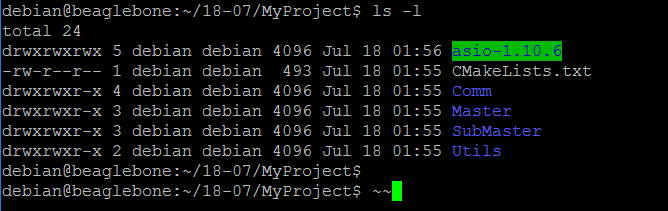 debian@beaglebone:~/18-07/MyProject$ ls -l
total 24
drwxrwxrwx 5 debian debian 4096 Jul 18 01:56 asio-1.10.6
-rw-r--r-- 1 debian debian  493 Jul 18 01:55 CMakeLists.txt
drwxrwxr-x 4 debian debian 4096 Jul 18 01:55 Comm
drwxrwxr-x 3 debian debian 4096 Jul 18 01:55 Master
drwxrwxr-x 3 debian debian 4096 Jul 18 01:55 SubMaster
drwxrwxr-x 2 debian debian 4096 Jul 18 01:55 Utils
debian@beaglebone:~/18-07/MyProject$
debian@beaglebone:~/18-07/MyProject$ ~~